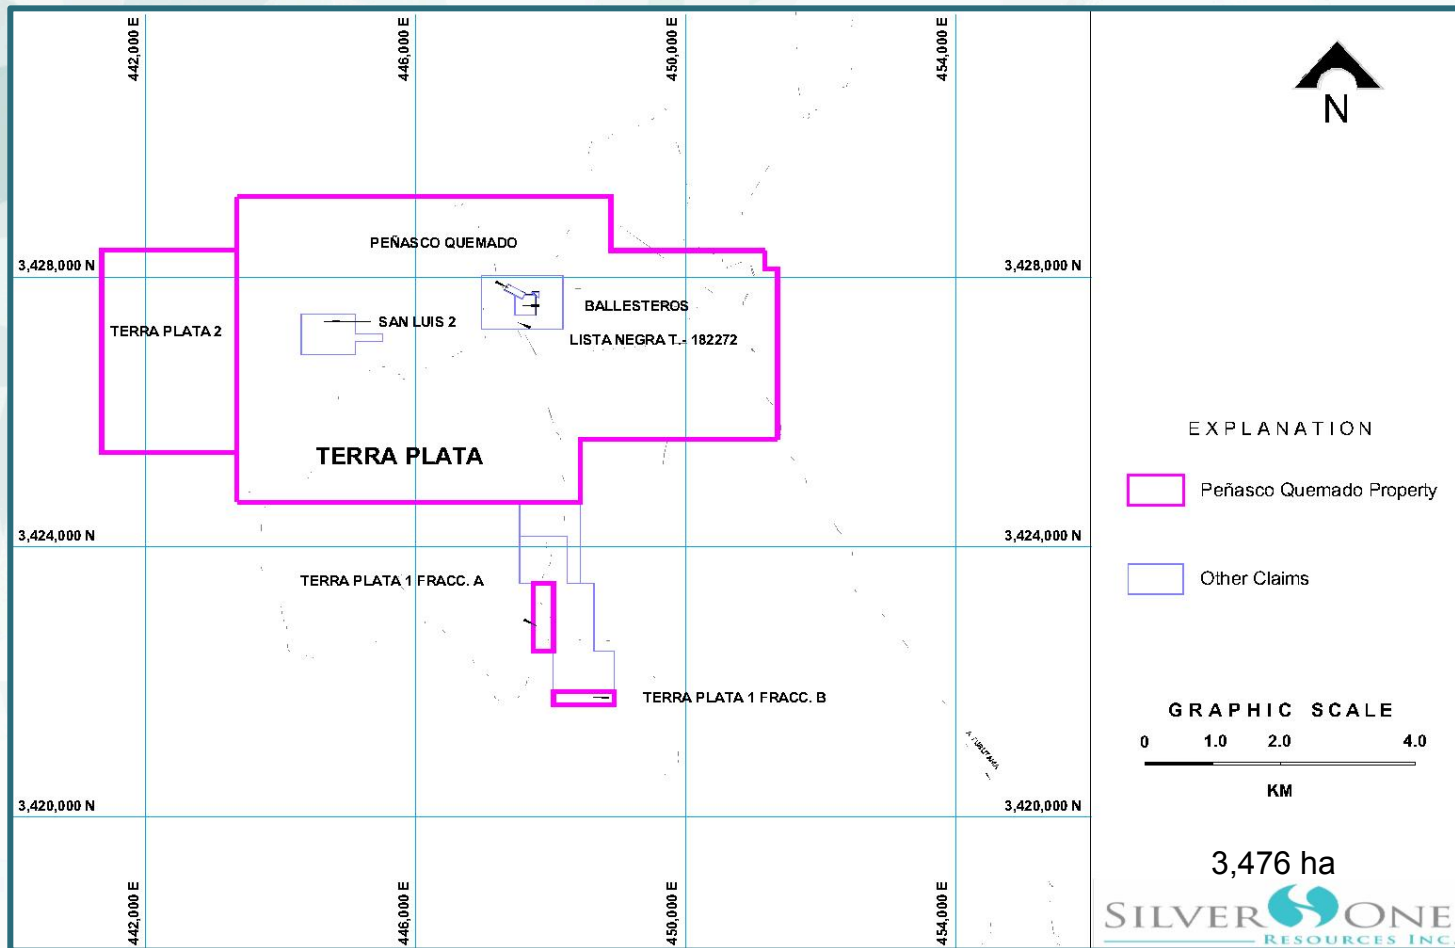 442,000 E
446,000 E
450,000 E
454,000 E
N
PEÑASCO QUEMADO
3,428,000 N
3,428,000 N
BALLESTEROS
SAN LUIS 2
TERRA PLATA 2
LISTA NEGRA T.- 182272
EXPLANATION
TERRA PLATA
Peñasco Quemado Property
3,424,000 N
3,424,000 N
TERRA PLATA 1 FRACC. A
Other Claims
TERRA PLATA 1 FRACC. B
GRAPHIC SCALE
0 1.0 2.0 4.0
KM
3,420,000 N
3,420,000 N
3,476 ha
442,000 E
446,000 E
450,000 E
454,000 E
SILVER ONE
RESOURCES INC